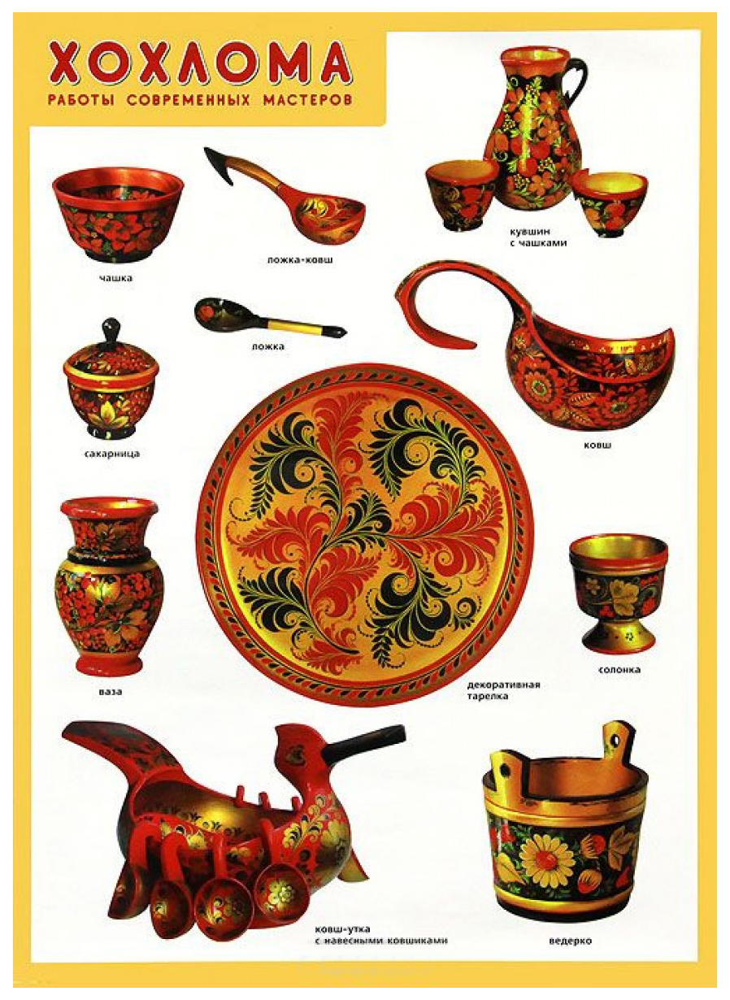 ХОХЛОМА
РАБОТЫ СОВРЕМЕННЫХ МАСТЕРОВ
кувшин
с чашками
ложка-ковш
чашка
ложка
ковш
сахарница
солонка
декоративная
тарелка
ваза
ковш-утка
с навесными ковшиками
ведерко